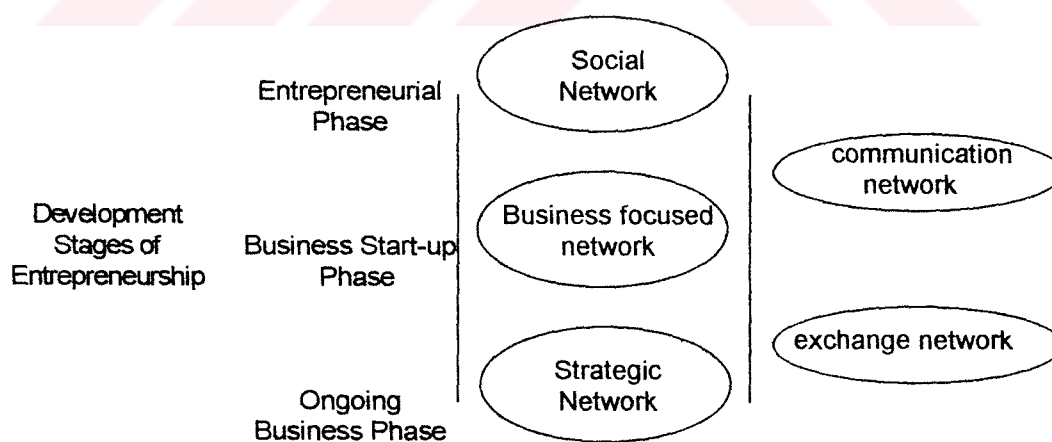 Development
Stages of
Entrepreneurship
Entrepreneurial
Phase
Business Start-up
Phase
Ongoing
Business Phase
Social
Network
Business focused
network
Strategic
Network
communication
network
exchange network